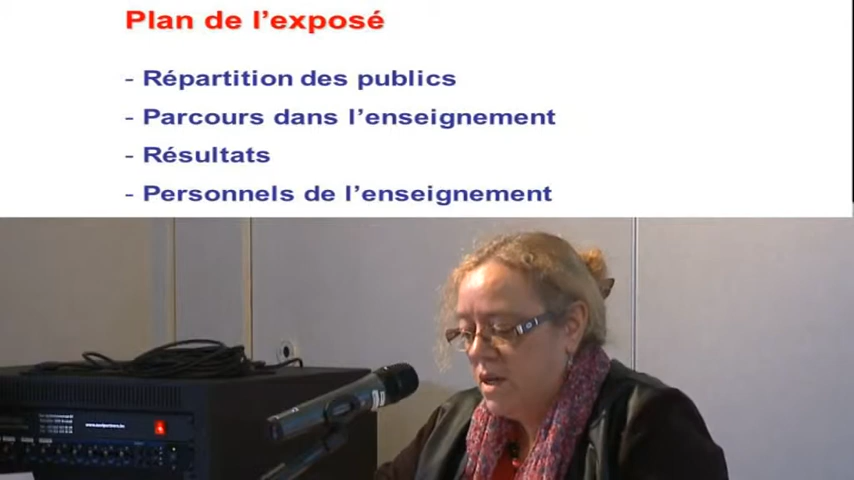 Plan de l'exposé
- Répartition des publics
- Parcours dans l'enseignement
- Résultats
- Personnels de l'enseignement